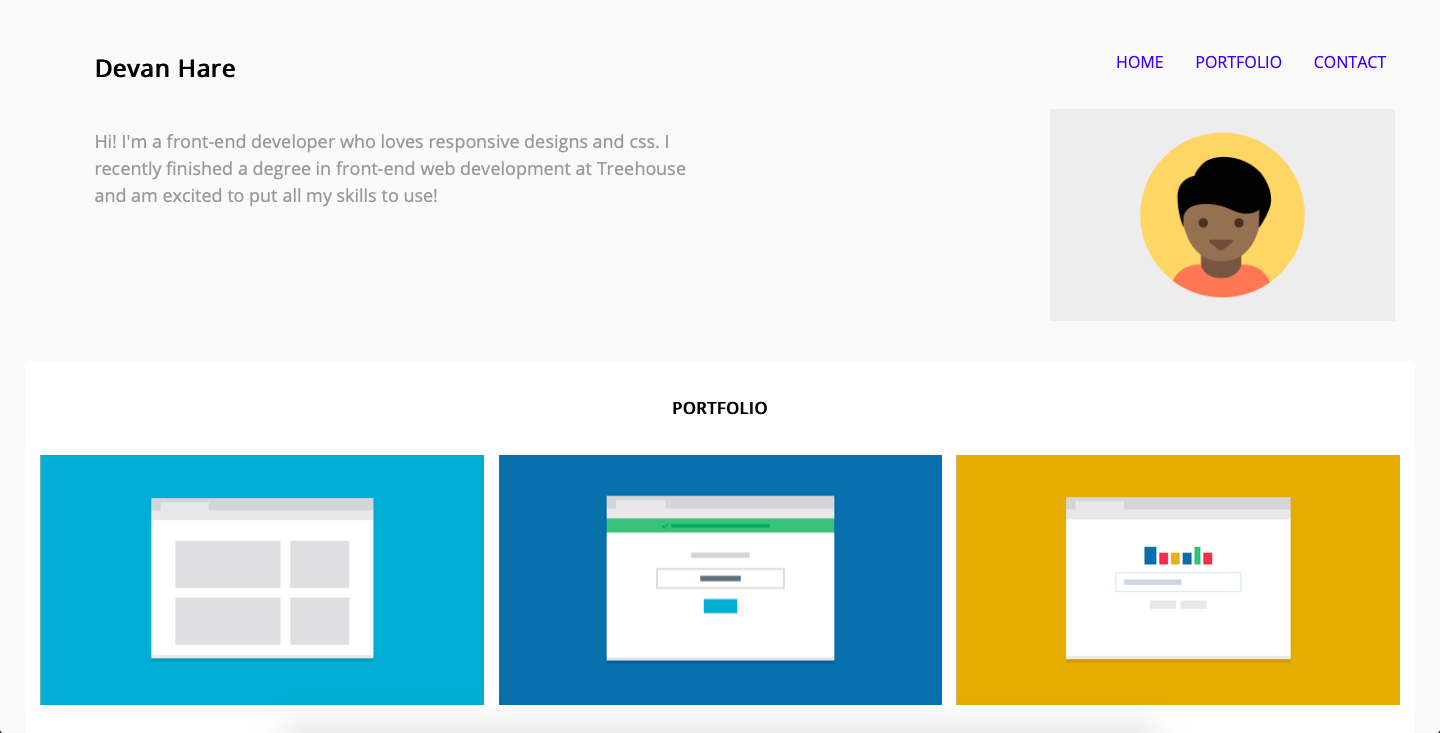 Devan Hare
HOME PORTFOLIO CONTACT
Hi! I'm a front-end developer who loves responsive designs and css. I
recently finished a degree in front-end web development at Treehouse
and am excited to put all my skills to use!
PORTFOLIO